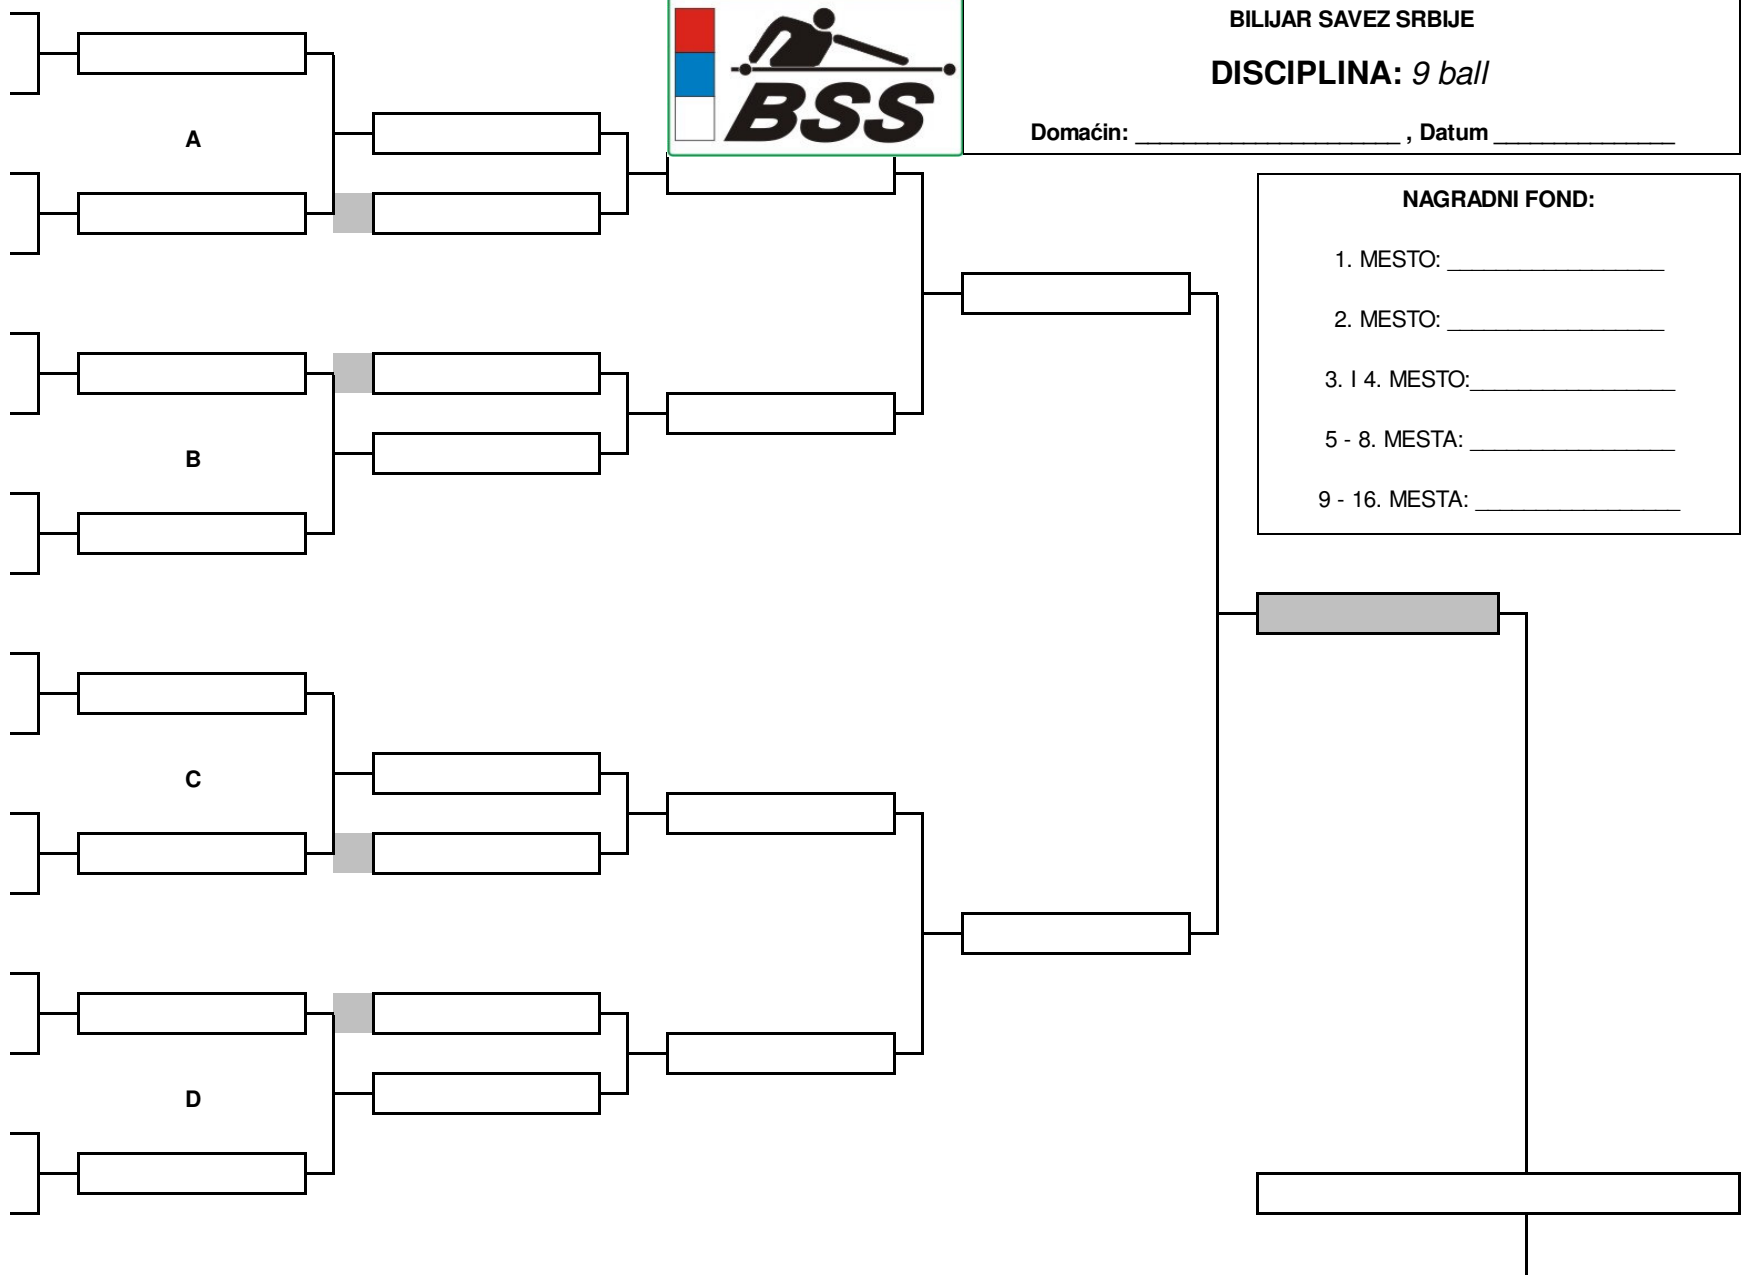 BSS
BILIJAR SAVEZ SRBIJE
DISCIPLINA: 9 ball
Domaćin: ______________________ , Datum _______________
NAGRADNI FOND:
1. MESTO: __________________
2. MESTO: __________________
3. I 4. MESTO:_________________
5 - 8. MESTA: _________________
9 - 16. MESTA: _________________
A
B
C
D